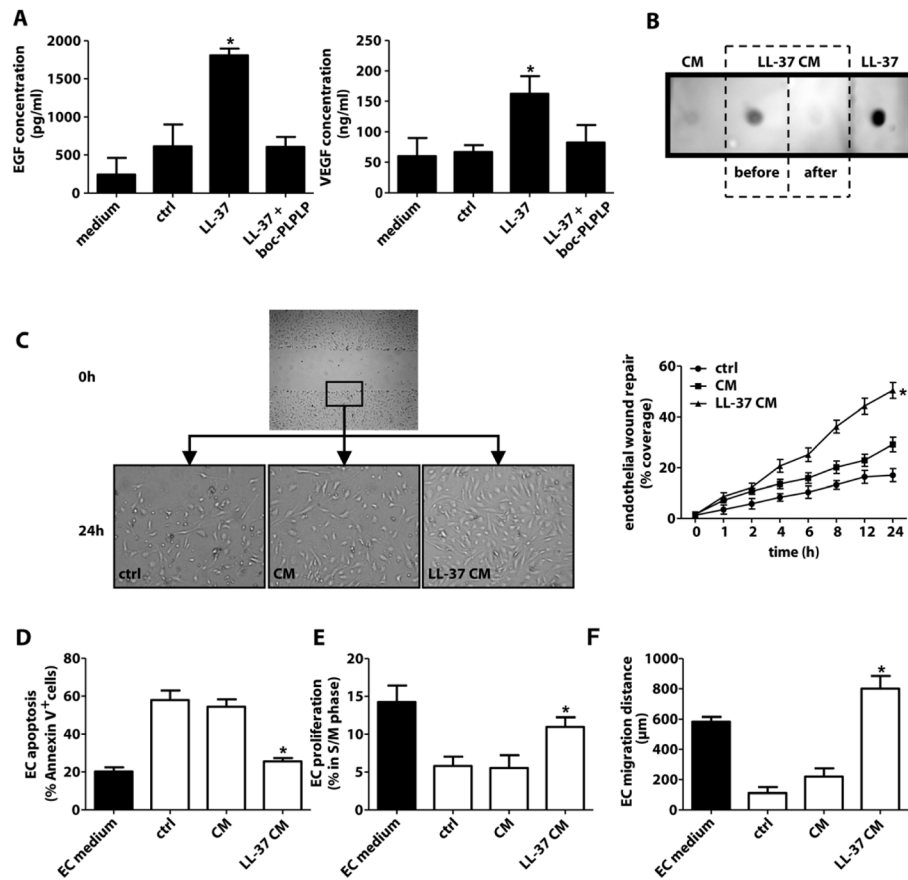 A
EGF concentration
(pg/ml)
2000
1500
1000
500
0
*
medium
ctrl
LL-37
LL-37 +
boc-PLPLP
VEGF concentration
(ng/ml)
250
200
150
100
50
0
*
medium
ctrl
LL-37
LL-37 +
boc-PLPLP
B
CM
LL-37 CM
LL-37
before
after
C
0h
24h
ctrl
CM
LL-37 CM
endothelial wound repair
(% coverage)
60
40
20
0
ctrl
CM
LL-37 CM
*
0 1 2 4 6 8 12 24
time (h)
D
EC apoptosis
(% Annexin V+cells)
80
60
40
20
0
*
EC medium
ctrl
CM
LL-37 CM
E
EC proliferation
(% in S/M phase)
20
15
10
5
0
*
EC medium
ctrl
CM
LL-37 CM
F
EC migration distance
(µm)
1000
800
600
400
200
0
*
EC medium
ctrl
CM
LL-37 CM